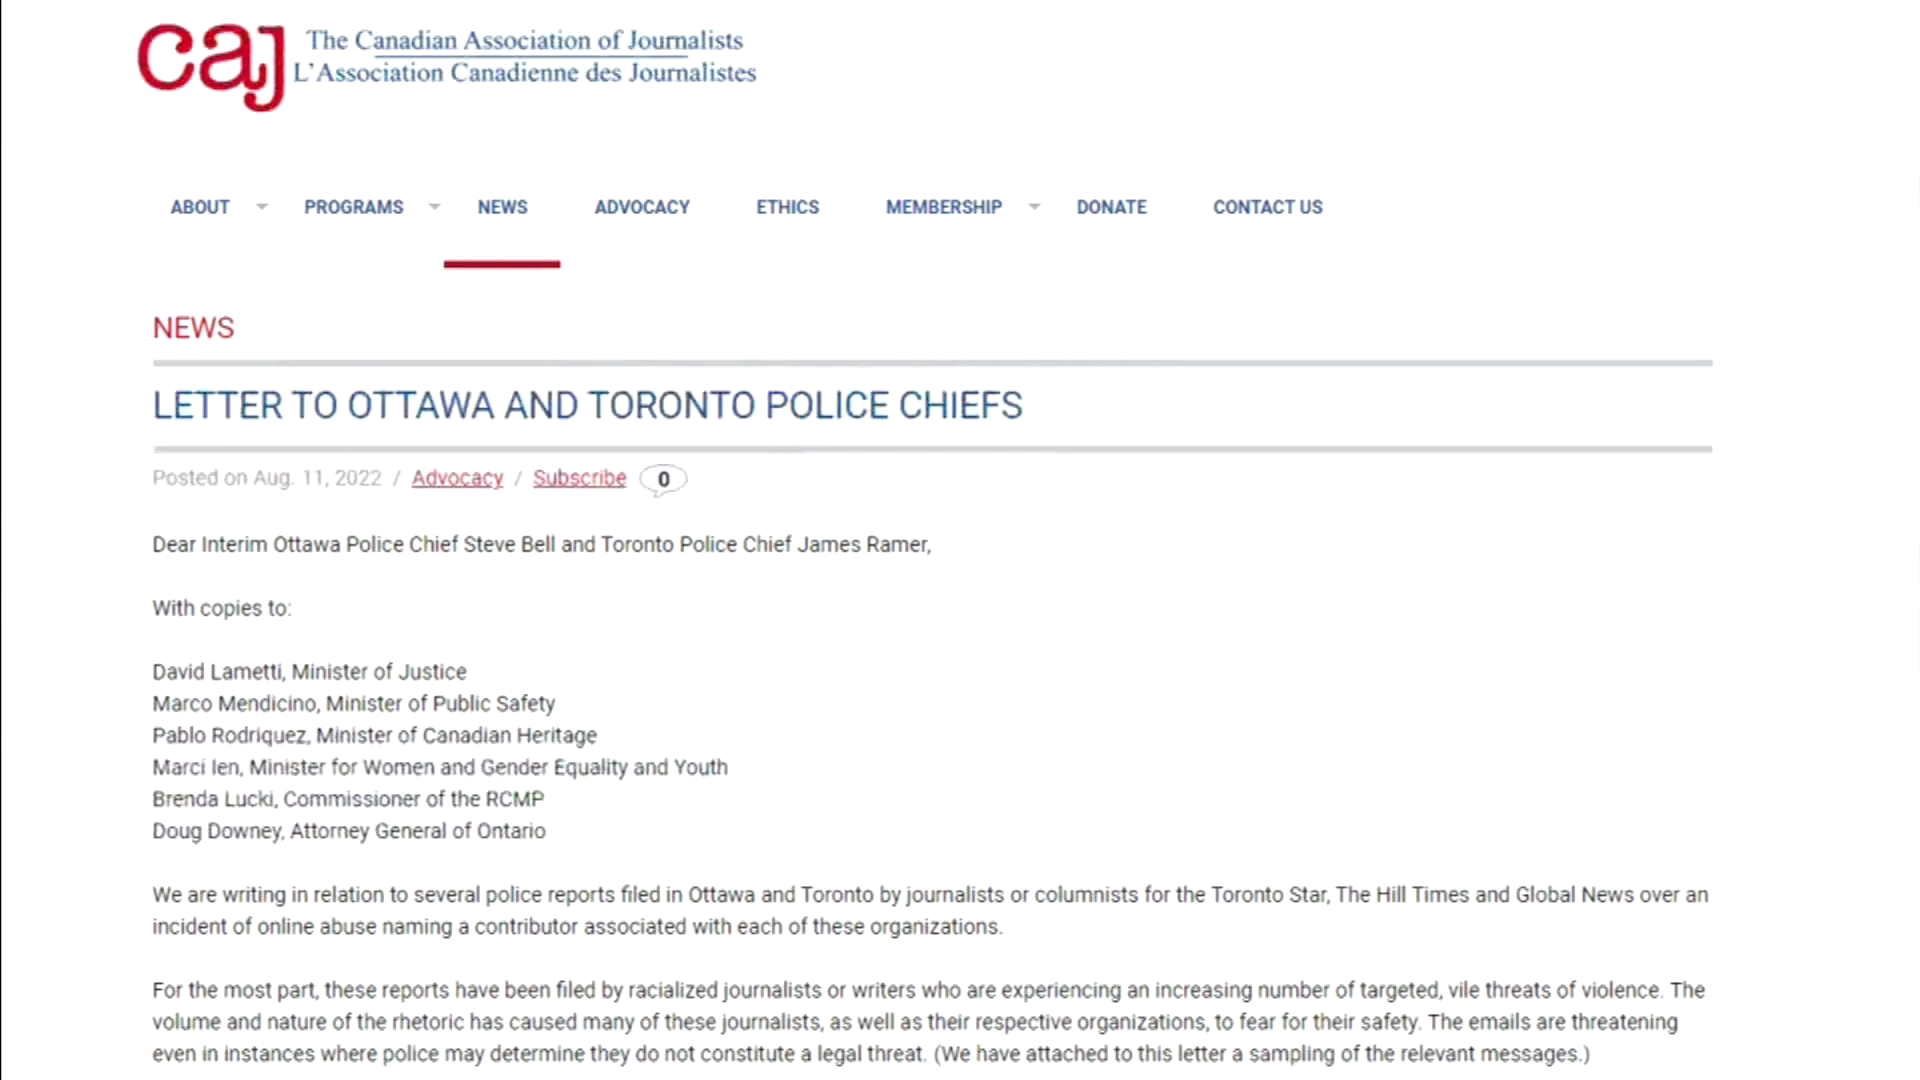 caj
The Canadian Association of Journalists
L'Association Canadienne des Journalistes
ABOUT PROGRAMS NEWS ADVOCACY ETHICS MEMBERSHIP DONATE CONTACT US
NEWS
LETTER TO OTTAWA AND TORONTO POLICE CHIEFS
Posted on Aug. 11, 2022 / Advocacy / Subscribe 0
Dear Interim Ottawa Police Chief Steve Bell and Toronto Police Chief James Ramer,
With copies to:
David Lametti, Minister of Justice
Marco Mendicino, Minister of Public Safety
Pablo Rodriquez, Minister of Canadian Heritage
Marci Ien, Minister for Women and Gender Equality and Youth
Brenda Lucki, Commissioner of the RCMP
Doug Downey, Attorney General of Ontario
We are writing in relation to several police reports filed in Ottawa and Toronto by journalists or columnists for the Toronto Star, The Hill Times and Global News over an
incident of online abuse naming a contributor associated with each of these organizations.
For the most part, these reports have been filed by racialized journalists or writers who are experiencing an increasing number of targeted, vile threats of violence. The
volume and nature of the rhetoric has caused many of these journalists, as well as their respective organizations, to fear for their safety. The emails are threatening
even in instances where police may determine they do not constitute a legal threat. (We have attached to this letter a sampling of the relevant messages.)